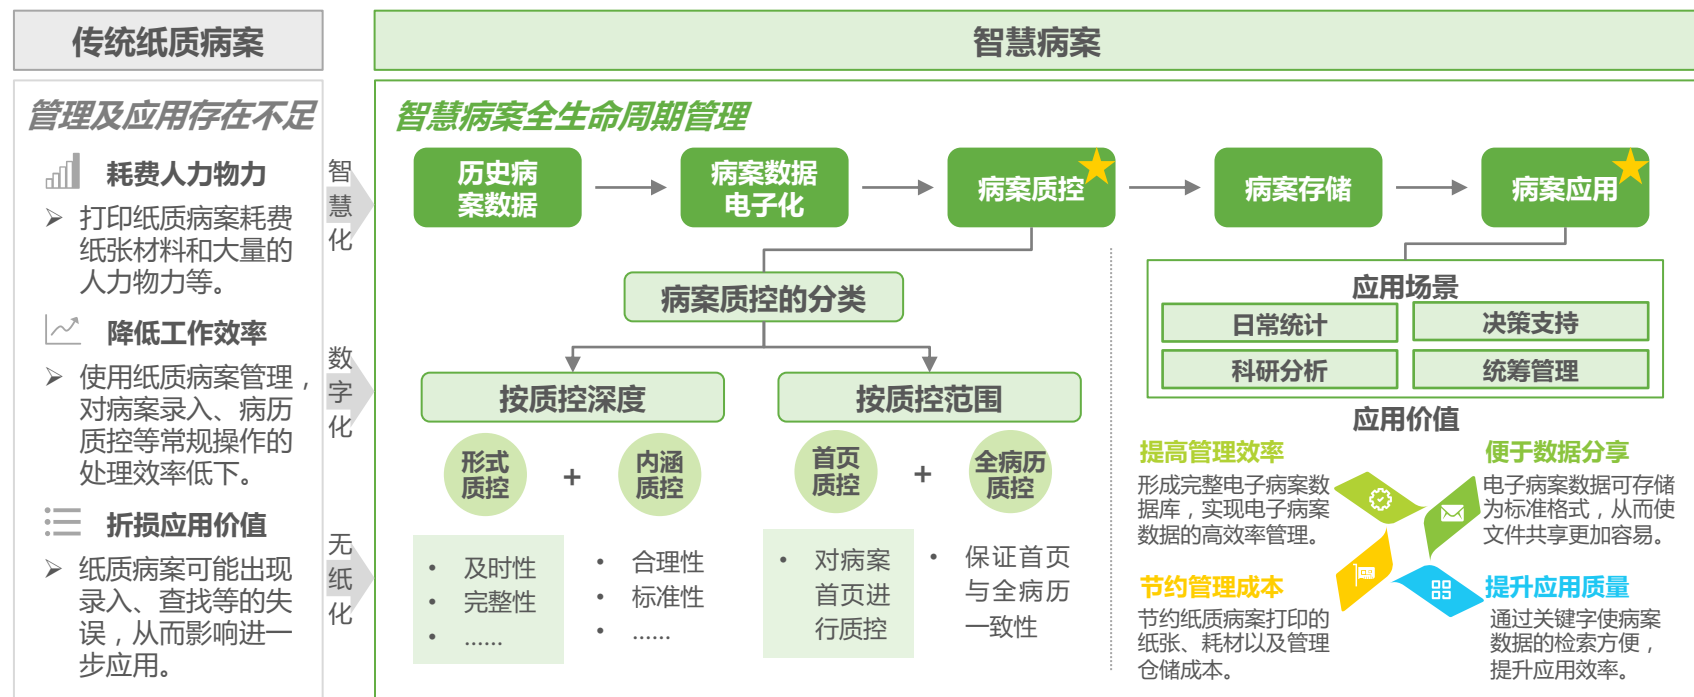 传统纸质病案
管理及应用存在不足
耗费人力物力
➢ 打印纸质病案耗费
纸张材料和大量的
人力物力等。
降低工作效率
➢ 使用纸质病案管理，
对病案录入、病历
质控等常规操作的
处理效率低下。
折损应用价值
➢ 纸质病案可能出现
录入、查找等的失
误，从而影响进一
步应用。
智
慧
化
数
字
化
无
纸
化
智慧病案
智慧病案全生命周期管理
历史病
案数据
病案数据
电子化
病案质控
病案存储
病案应用
病案质控的分类
按质控深度
按质控范围
形式
质控
+
内涵
质控
首页
质控
+
全病历
质控
• 及时性
• 完整性
• ......
• 合理性
• 标准性
• ......
• 对病案
首页进
行质控
• 保证首页
与全病历
一致性
应用场景
日常统计
决策支持
科研分析
统筹管理
应用价值
提高管理效率
形成完整电子病案数
据库，实现电子病案
数据的高效率管理。
便于数据分享
电子病案数据可存储
为标准格式，从而使
文件共享更加容易。
节约管理成本
节约纸质病案打印的
纸张、耗材以及管理
仓储成本。
提升应用质量
通过关键字使病案
数据的检索方便，
提升应用效率。